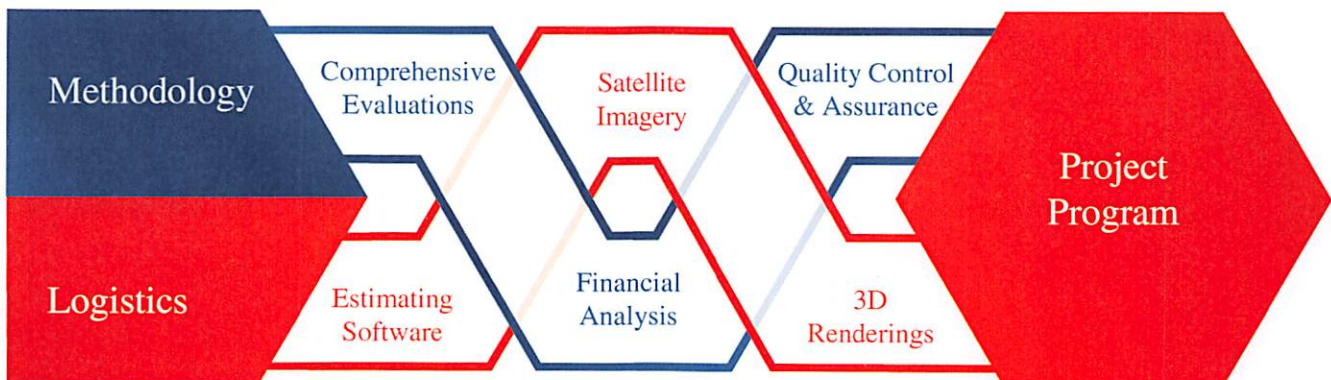 Methodology
Comprehensive
Evaluations
Satellite
Imagery
Quality Control
& Assurance
Project
Program
Logistics
Estimating
Software
Financial
Analysis
3D
Renderings